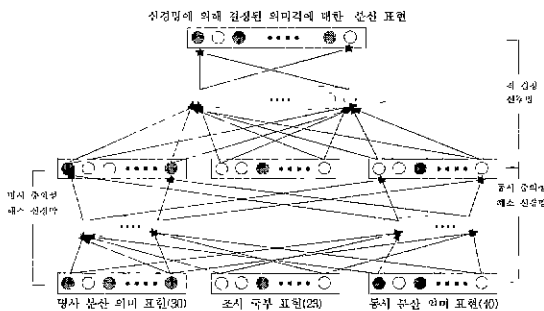 신경망에 의해 결정된 의미격에 대한 분산 표현
격 결정
신경망
명사 중의성
해소 신경망
동사 중의성
해소 신경망
명사 분산 의미 표현(30)
조사 국부 표현(23)
동사 분산 의미 표현(40)